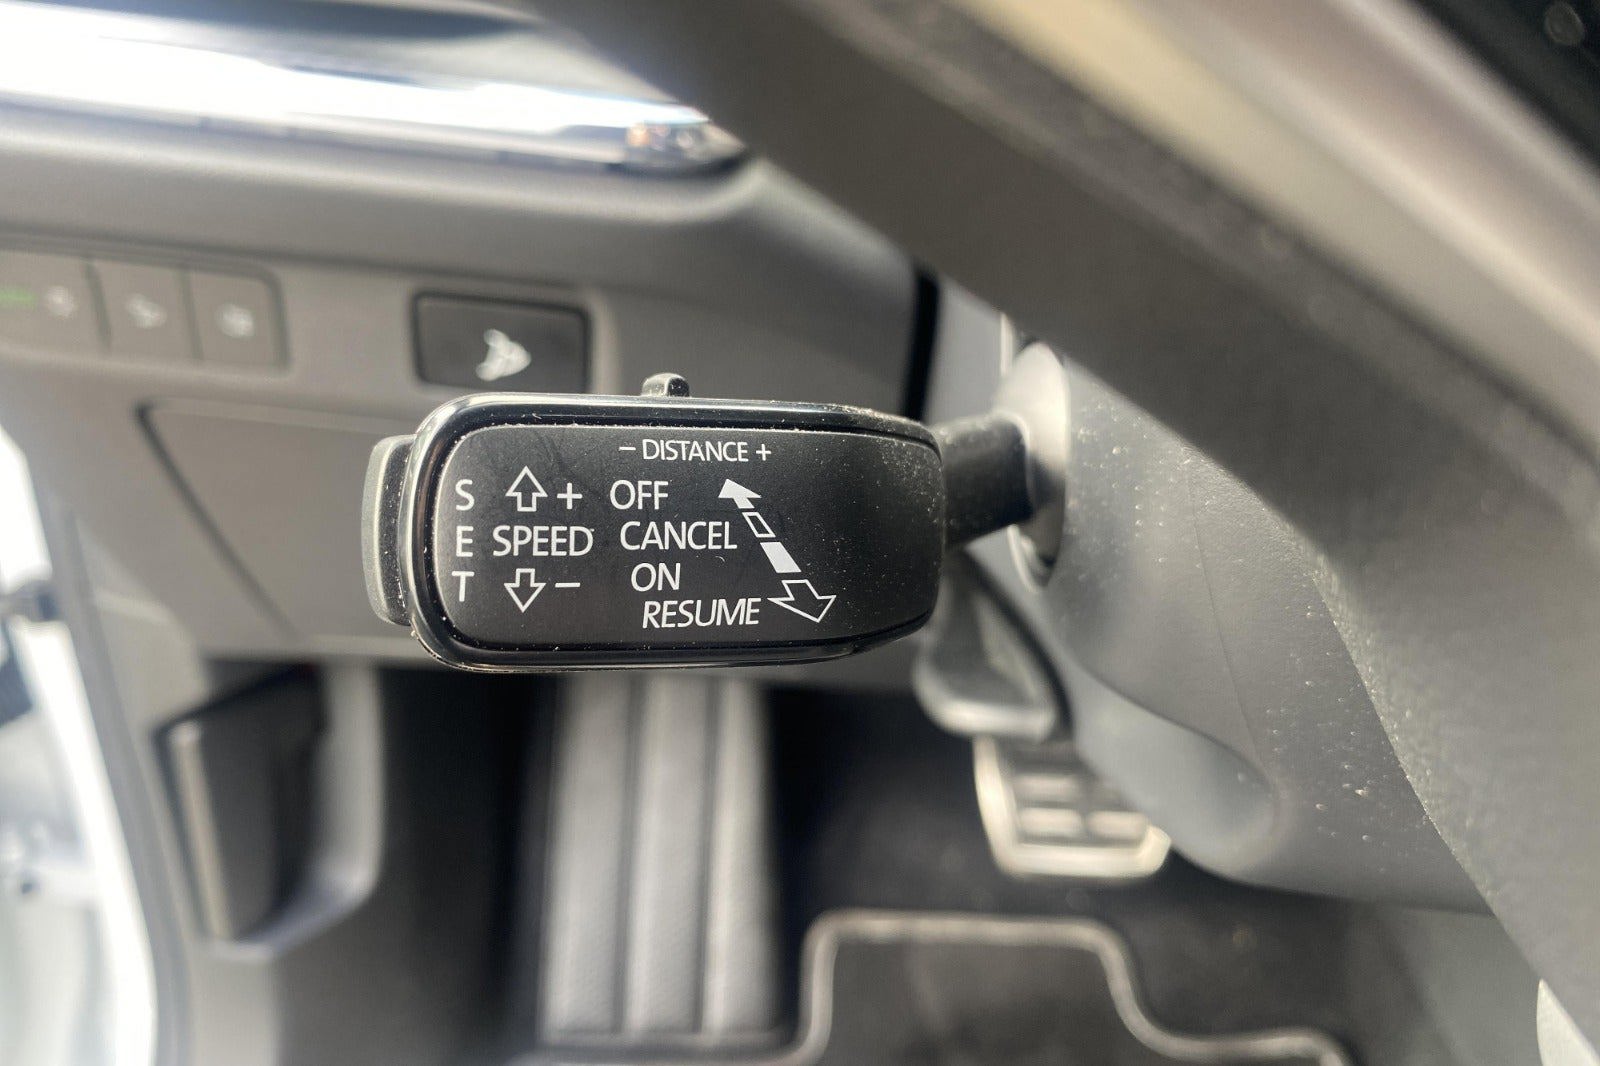 − DISTANCE +
S + OFF
E SPEED CANCEL
T − ON
RESUME